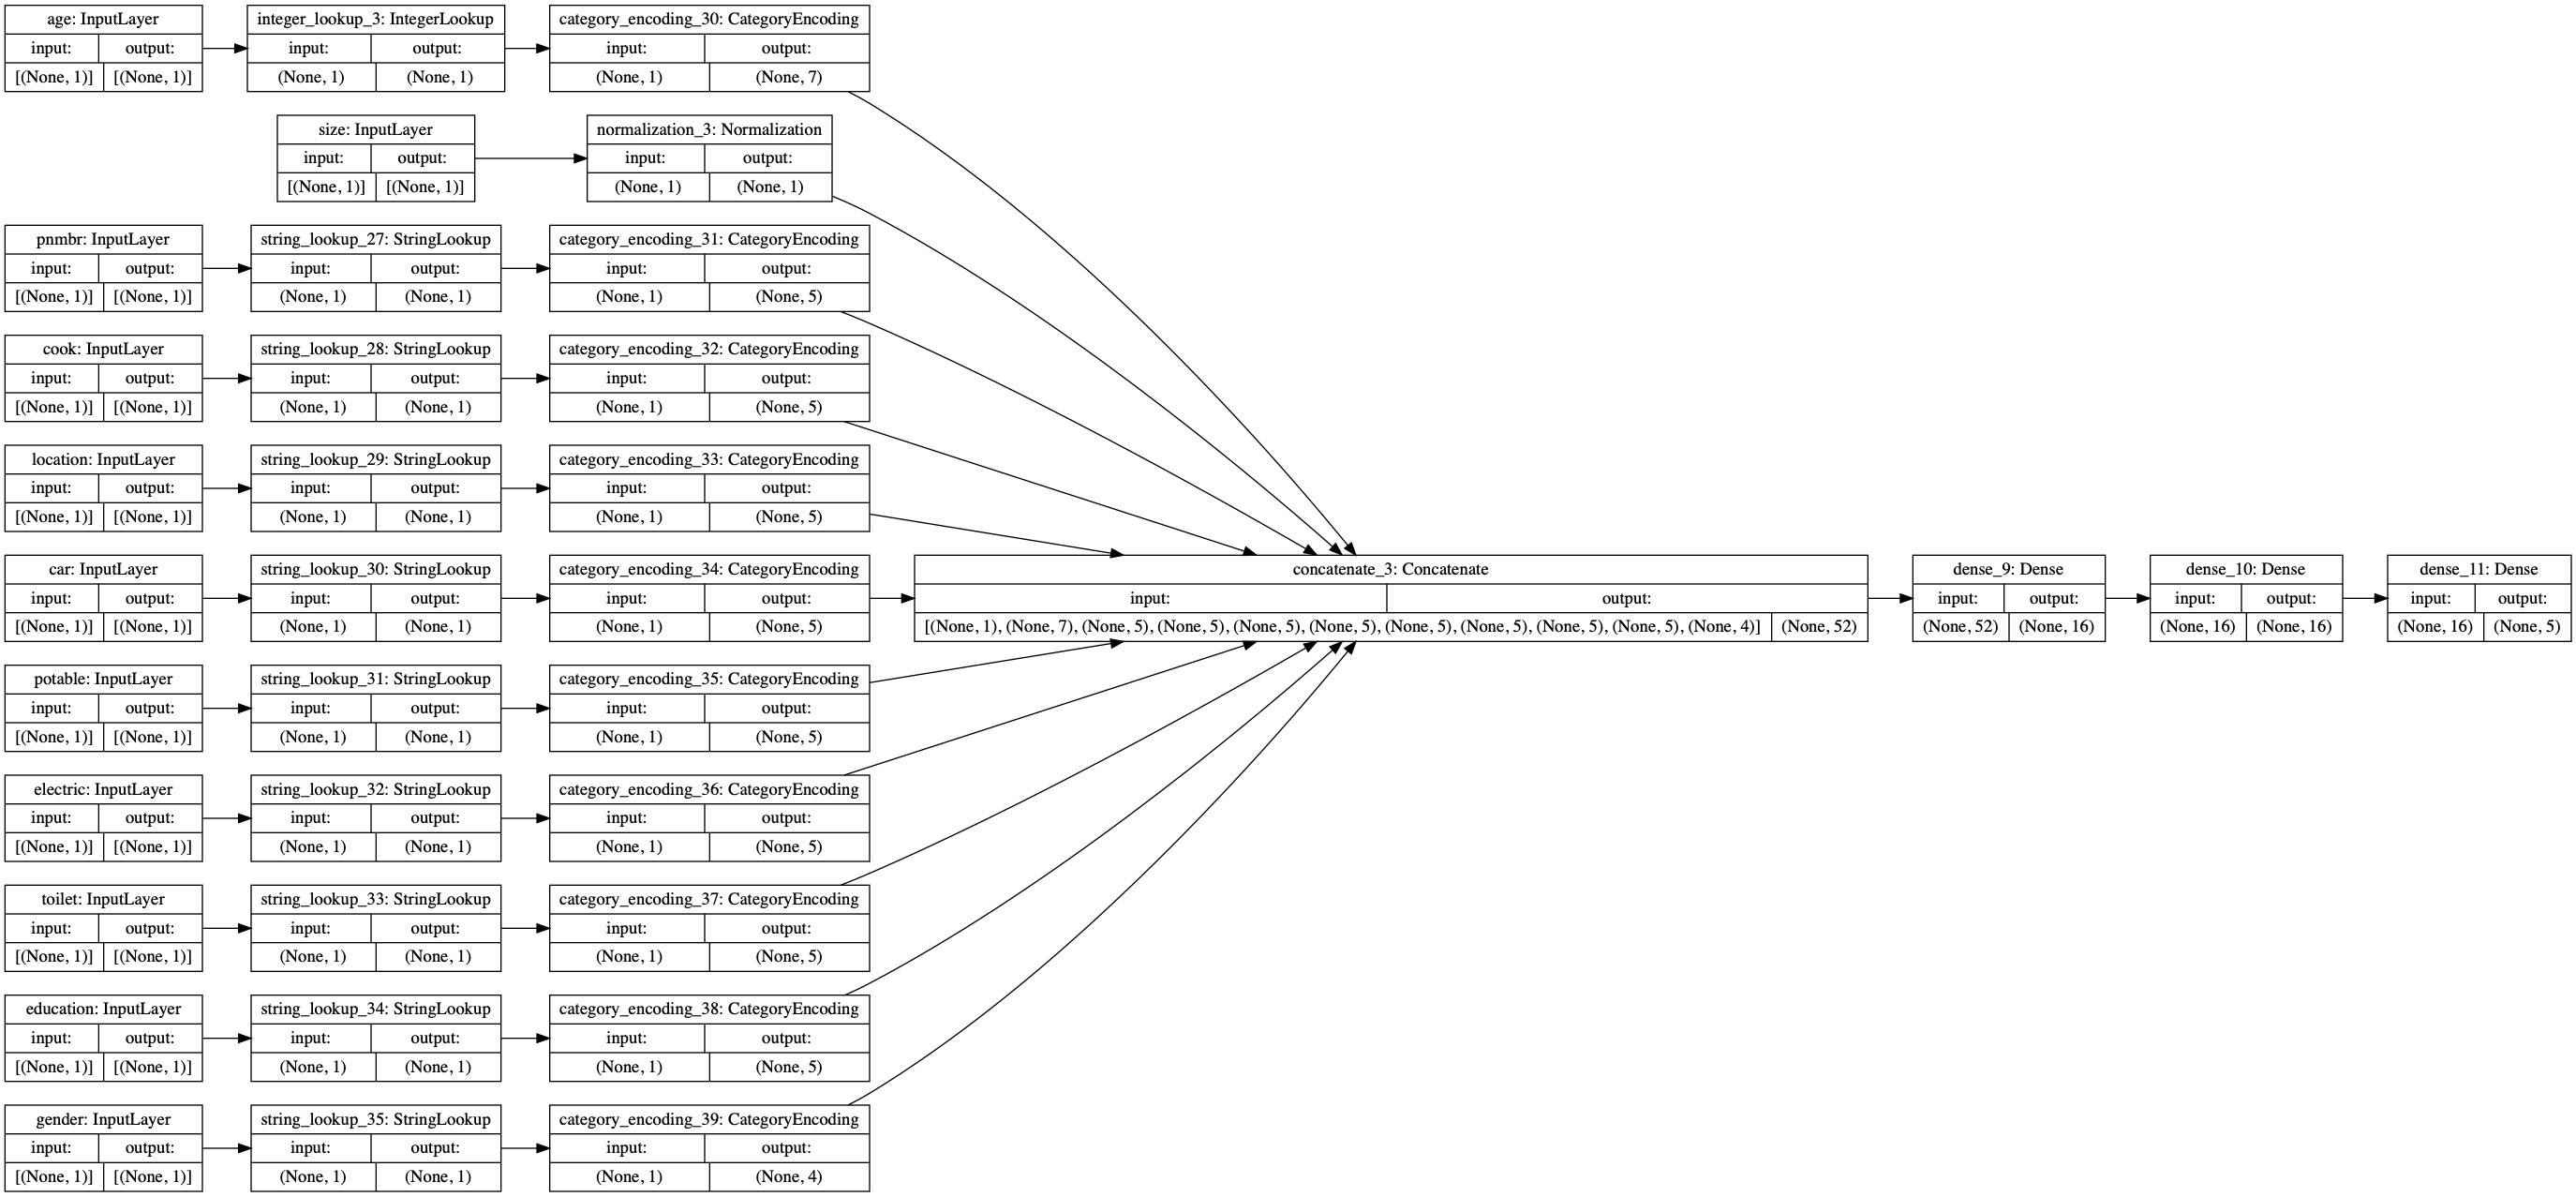 age: InputLayer
input: output:
[(None, 1)] [(None, 1)]
integer_lookup_3: IntegerLookup
input: output:
(None, 1) (None, 1)
category_encoding_30: CategoryEncoding
input: output:
(None, 1) (None, 7)
size: InputLayer
input: output:
[(None, 1)] [(None, 1)]
normalization_3: Normalization
input: output:
(None, 1) (None, 1)
pnmbr: InputLayer
input: output:
[(None, 1)] [(None, 1)]
string_lookup_27: StringLookup
input: output:
(None, 1) (None, 1)
category_encoding_31: CategoryEncoding
input: output:
(None, 1) (None, 5)
cook: InputLayer
input: output:
[(None, 1)] [(None, 1)]
string_lookup_28: StringLookup
input: output:
(None, 1) (None, 1)
category_encoding_32: CategoryEncoding
input: output:
(None, 1) (None, 5)
location: InputLayer
input: output:
[(None, 1)] [(None, 1)]
string_lookup_29: StringLookup
input: output:
(None, 1) (None, 1)
category_encoding_33: CategoryEncoding
input: output:
(None, 1) (None, 5)
car: InputLayer
input: output:
[(None, 1)] [(None, 1)]
string_lookup_30: StringLookup
input: output:
(None, 1) (None, 1)
category_encoding_34: CategoryEncoding
input: output:
(None, 1) (None, 5)
concatenate_3: Concatenate
input: output:
[(None, 1), (None, 7), (None, 5), (None, 5), (None, 5), (None, 5), (None, 5), (None, 5), (None, 5), (None, 5), (None, 4)] (None, 52)
dense_9: Dense
input: output:
(None, 52) (None, 16)
dense_10: Dense
input: output:
(None, 16) (None, 16)
dense_11: Dense
input: output:
(None, 16) (None, 5)
potable: InputLayer
input: output:
[(None, 1)] [(None, 1)]
string_lookup_31: StringLookup
input: output:
(None, 1) (None, 1)
category_encoding_35: CategoryEncoding
input: output:
(None, 1) (None, 5)
electric: InputLayer
input: output:
[(None, 1)] [(None, 1)]
string_lookup_32: StringLookup
input: output:
(None, 1) (None, 1)
category_encoding_36: CategoryEncoding
input: output:
(None, 1) (None, 5)
toilet: InputLayer
input: output:
[(None, 1)] [(None, 1)]
string_lookup_33: StringLookup
input: output:
(None, 1) (None, 1)
category_encoding_37: CategoryEncoding
input: output:
(None, 1) (None, 5)
education: InputLayer
input: output:
[(None, 1)] [(None, 1)]
string_lookup_34: StringLookup
input: output:
(None, 1) (None, 1)
category_encoding_38: CategoryEncoding
input: output:
(None, 1) (None, 5)
gender: InputLayer
input: output:
[(None, 1)] [(None, 1)]
string_lookup_35: StringLookup
input: output:
(None, 1) (None, 1)
category_encoding_39: CategoryEncoding
input: output:
(None, 1) (None, 4)